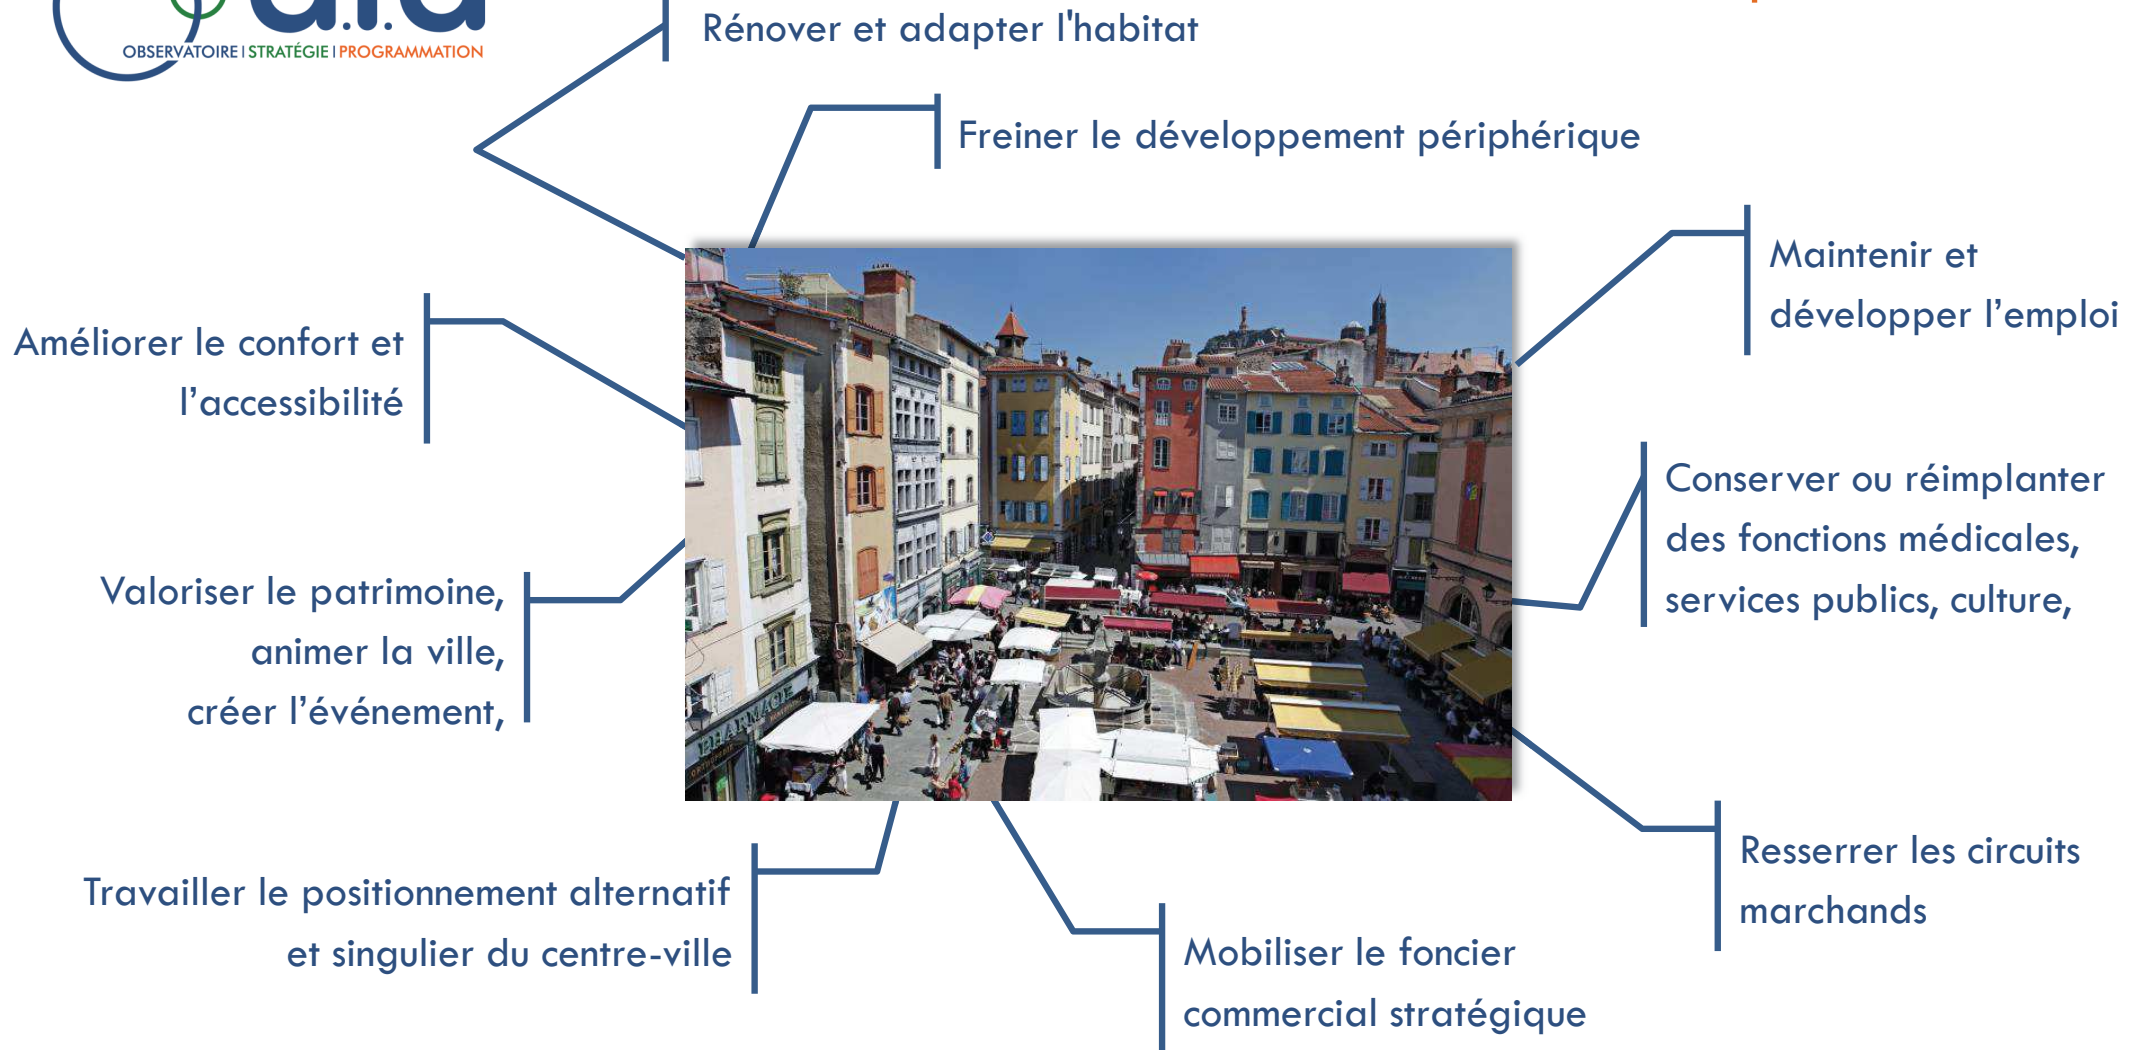 a.i.d
OBSERVATOIRE | STRATÉGIE | PROGRAMMATION
Rénover et adapter l'habitat
Freiner le développement périphérique
Maintenir et
développer l’emploi
Améliorer le confort et
l’accessibilité
Conserver ou réimplanter
des fonctions médicales,
services publics, culture,
Valoriser le patrimoine,
animer la ville,
créer l’événement,
PHARMACIE
Resserrer les circuits
marchands
Travailler le positionnement alternatif
et singulier du centre-ville
Mobiliser le foncier
commercial stratégique